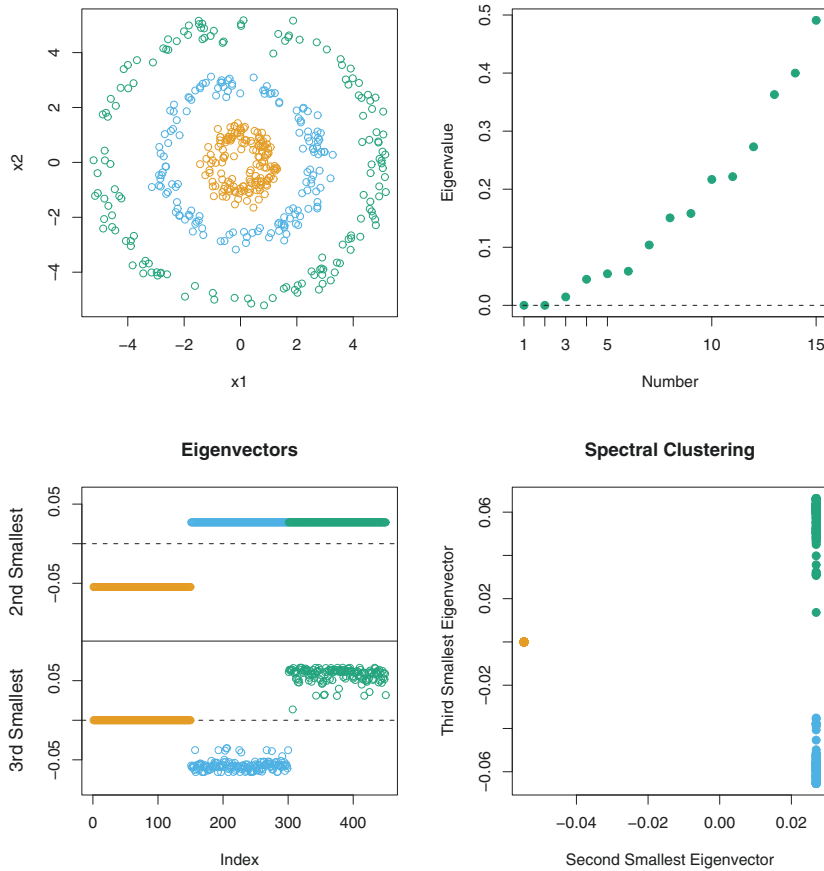 x2
−4 −2 0 2 4
−4 −2 0 2 4
x1
Eigenvalue
0.0 0.1 0.2 0.3 0.4 0.5
1 3 5 10 15
Number
Eigenvectors
2nd Smallest
−0.05 0.05
3rd Smallest
−0.05 0.05
0 100 200 300 400
Index
Spectral Clustering
Third Smallest Eigenvector
−0.06 −0.02 0.02 0.06
−0.04 −0.02 0.00 0.02
Second Smallest Eigenvector